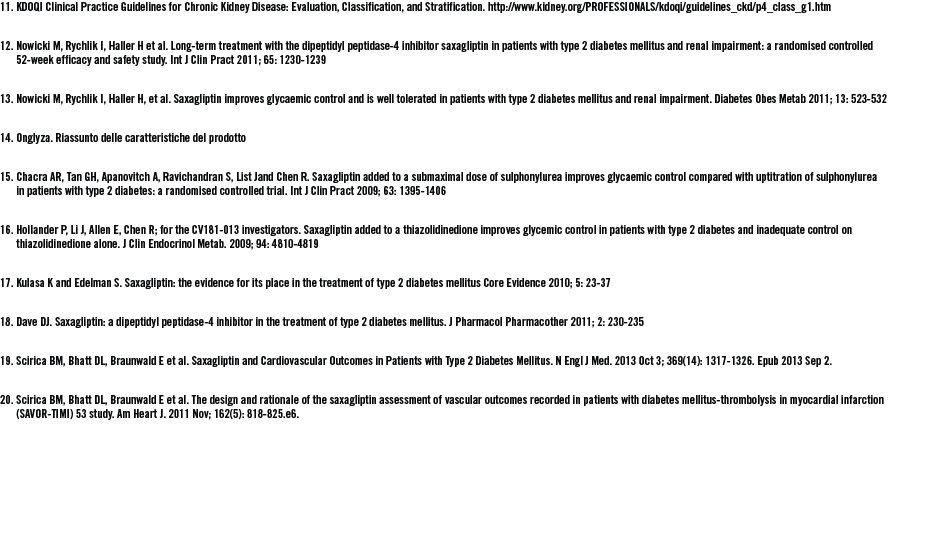 11. KDOQI Clinical Practice Guidelines for Chronic Kidney Disease: Evaluation, Classification, and Stratification. http://www.kidney.org/PROFESSIONALS/kdoqi/guidelines_ckd/p4_class_g1.htm
12. Nowicki M, Rychlik I, Haller H et al. Long-term treatment with the dipeptidyl peptidase-4 inhibitor saxagliptin in patients with type 2 diabetes mellitus and renal impairment: a randomised controlled
52-week efficacy and safety study. Int J Clin Pract 2011; 65: 1230-1239
13. Nowicki M, Rychlik I, Haller H, et al. Saxagliptin improves glycaemic control and is well tolerated in patients with type 2 diabetes mellitus and renal impairment. Diabetes Obes Metab 2011; 13: 523-532
14. Onglyza. Riassunto delle caratteristiche del prodotto
15. Chacra AR, Tan GH, Apanovitch A, Ravichandran S, List Jand Chen R. Saxagliptin added to a submaximal dose of sulphonylurea improves glycaemic control compared with uptitration of sulphonylurea
in patients with type 2 diabetes: a randomised controlled trial. Int J Clin Pract 2009; 63: 1395-1406
16. Hollander P, Li J, Allen E, Chen R; for the CV181-013 investigators. Saxagliptin added to a thiazolidinedione improves glycemic control in patients with type 2 diabetes and inadequate control on
thiazolidinedione alone. J Clin Endocrinol Metab. 2009; 94: 4810-4819
17. Kulasa K and Edelman S. Saxagliptin: the evidence for its place in the treatment of type 2 diabetes mellitus Core Evidence 2010; 5: 23-37
18. Dave DJ. Saxagliptin: a dipeptidyl peptidase-4 inhibitor in the treatment of type 2 diabetes mellitus. J Pharmacol Pharmacother 2011; 2: 230-235
19. Scirica BM, Bhatt DL, Braunwald E et al. Saxagliptin and Cardiovascular Outcomes in Patients with Type 2 Diabetes Mellitus. N Engl J Med. 2013 Oct 3; 369(14): 1317-1326. Epub 2013 Sep 2.
20. Scirica BM, Bhatt DL, Braunwald E et al. The design and rationale of the saxagliptin assessment of vascular outcomes recorded in patients with diabetes mellitus-thrombolysis in myocardial infarction
(SAVOR-TIMI) 53 study. Am Heart J. 2011 Nov; 162(5): 818-825.e6.